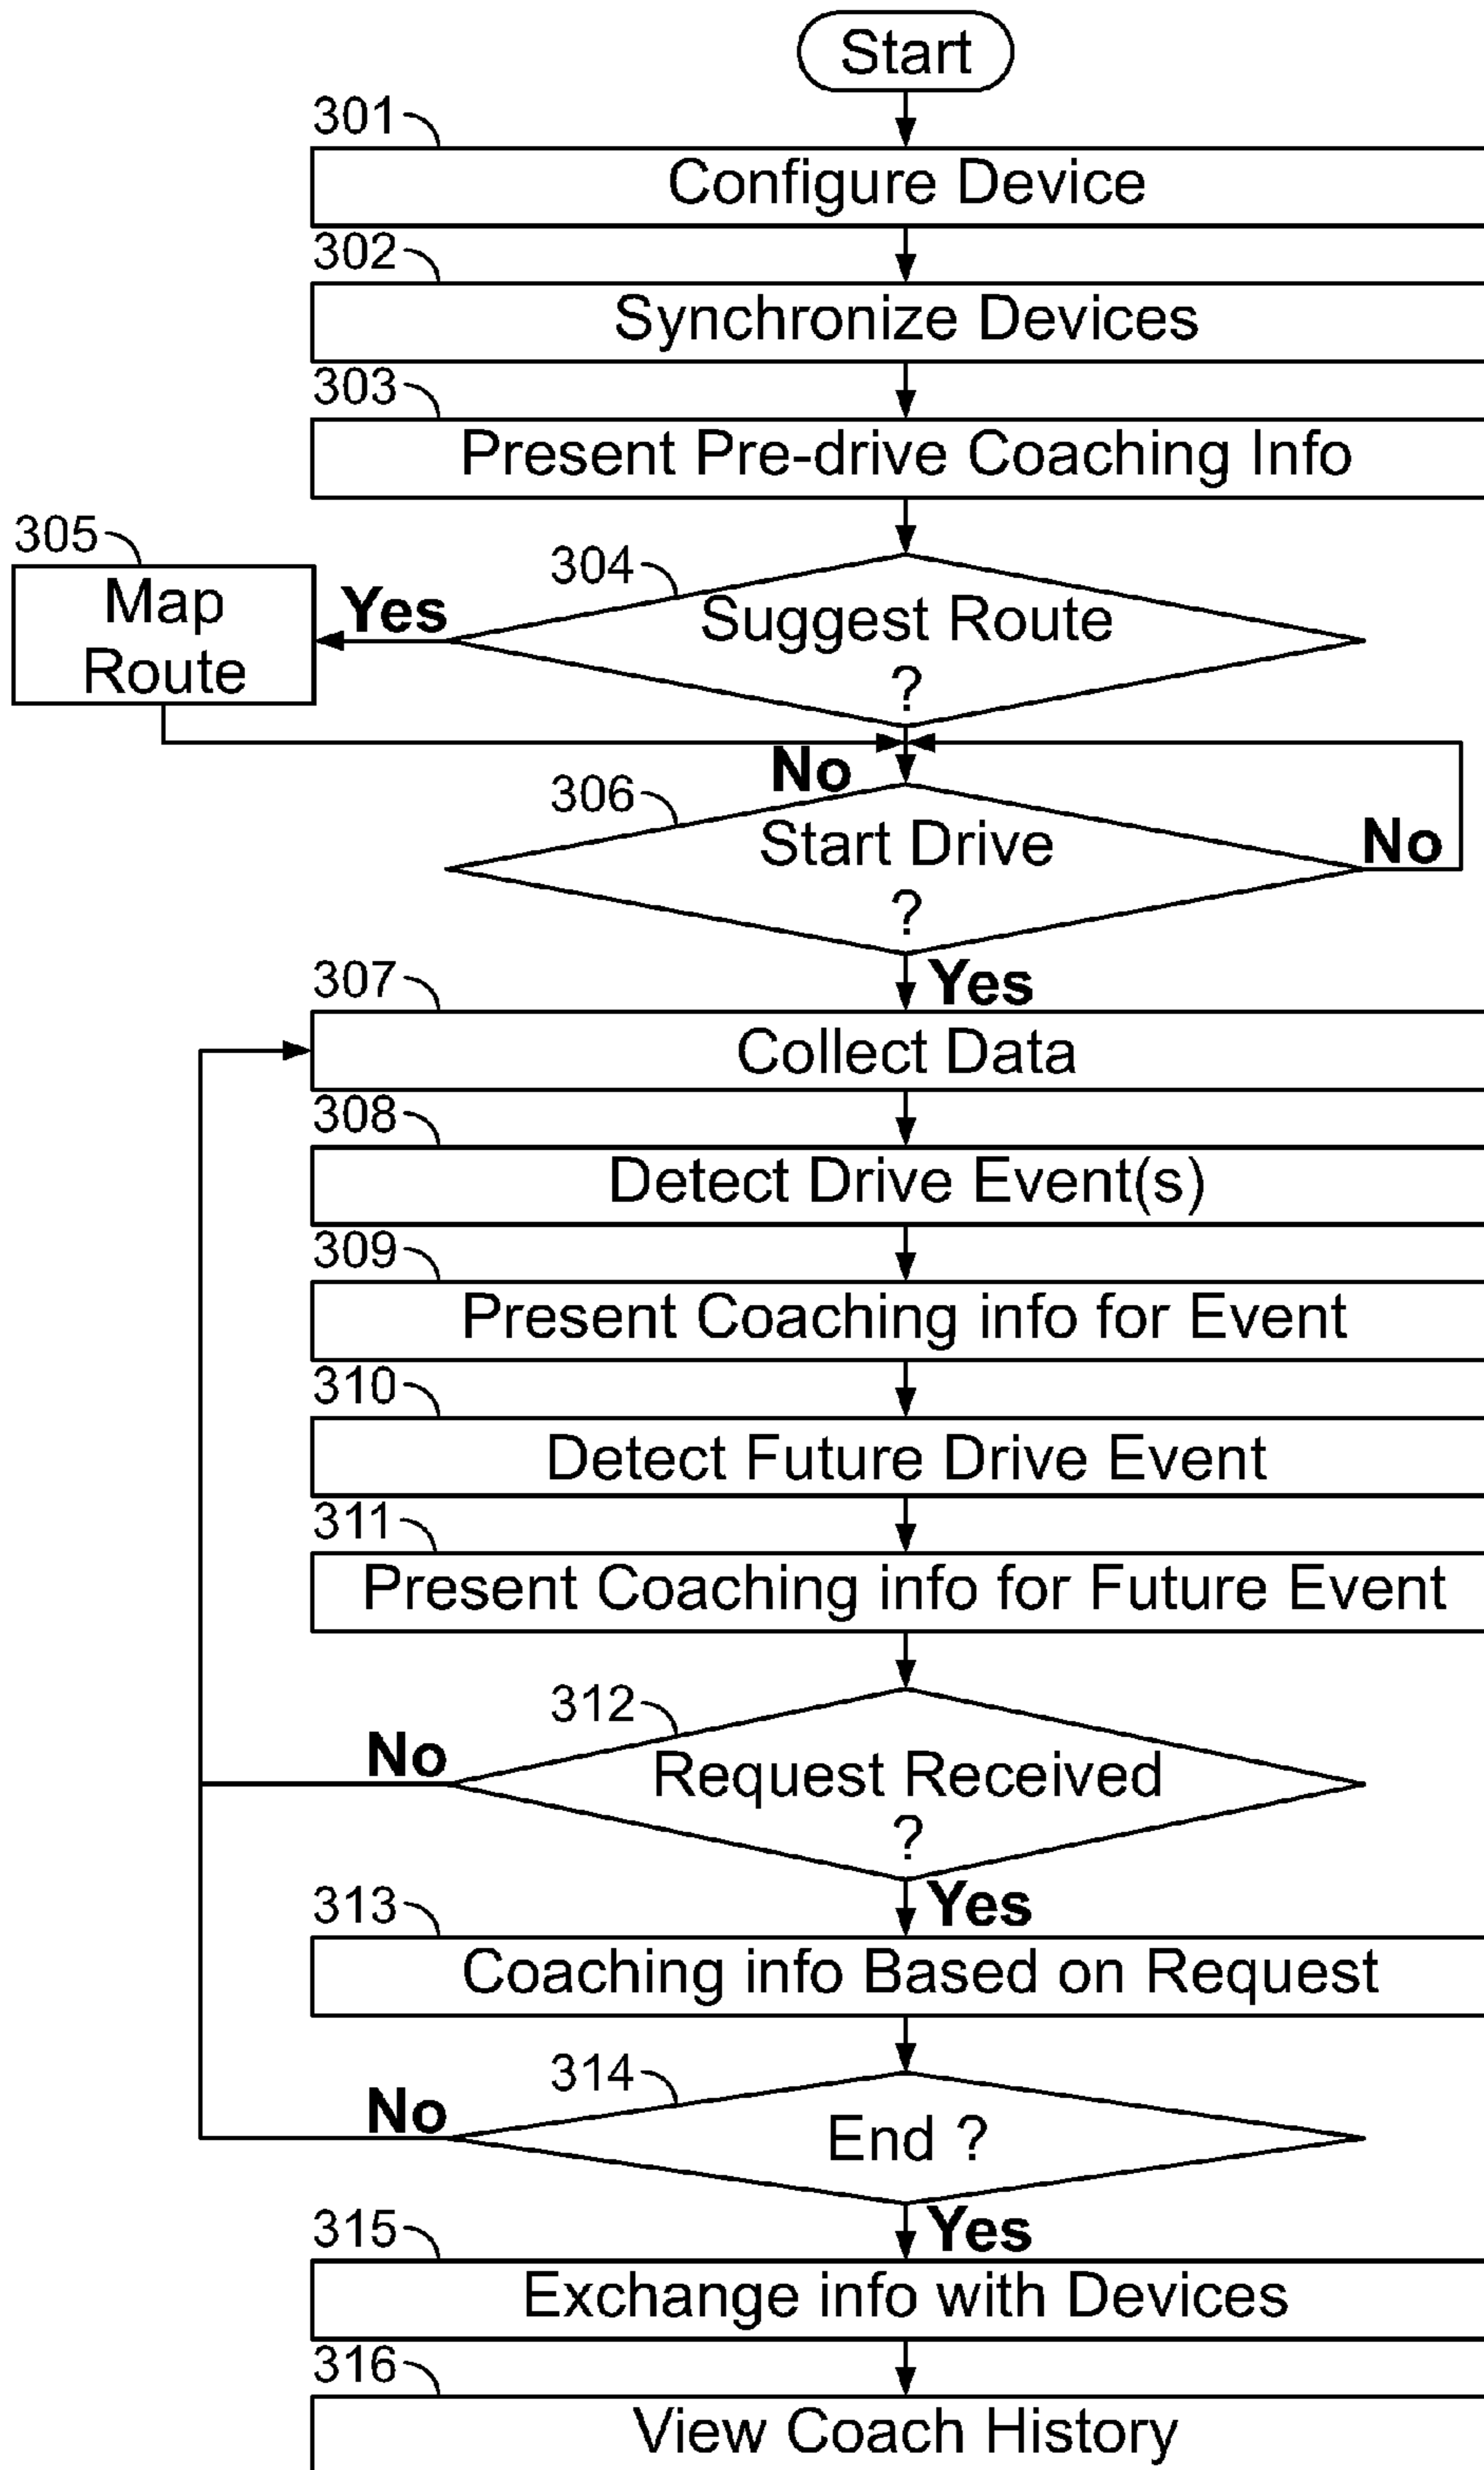 Start
301
Configure Device
302
Synchronize Devices
303
Present Pre-drive Coaching Info
305
Map
Route
304
Yes
Suggest Route
?
No
306
Start Drive
No
?
307
Yes
Collect Data
308
Detect Drive Event(s)
309
Present Coaching info for Event
310
Detect Future Drive Event
311
Present Coaching info for Future Event
312
No
Request Received
?
313
Yes
Coaching info Based on Request
314
No
End ?
315
Yes
Exchange info with Devices
316
View Coach History